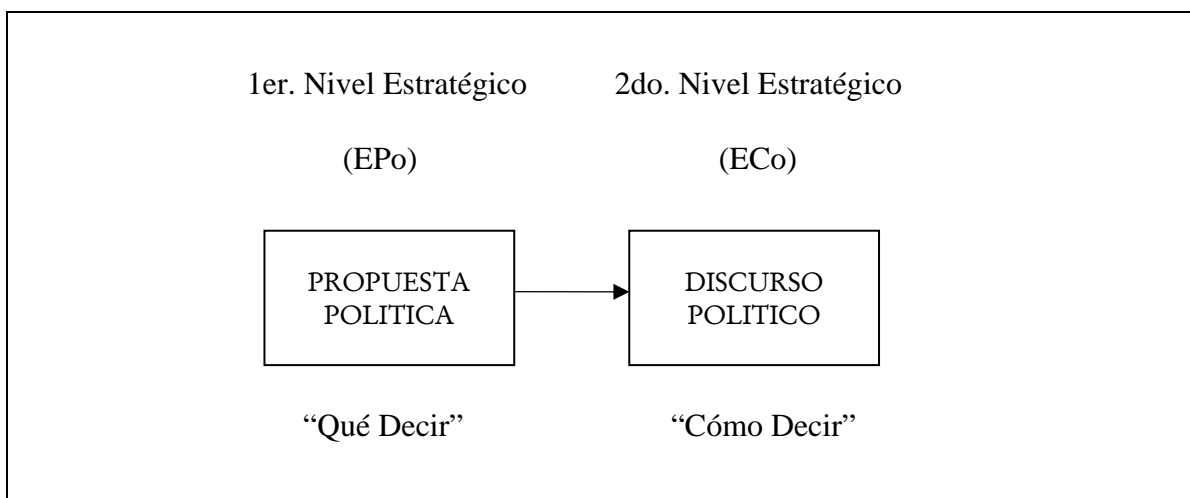 1er. Nivel Estratégico
2do. Nivel Estratégico
(EPo)
(ECo)
PROPUESTA
POLITICA
DISCURSO
POLITICO
“Qué Decir”
“Cómo Decir”